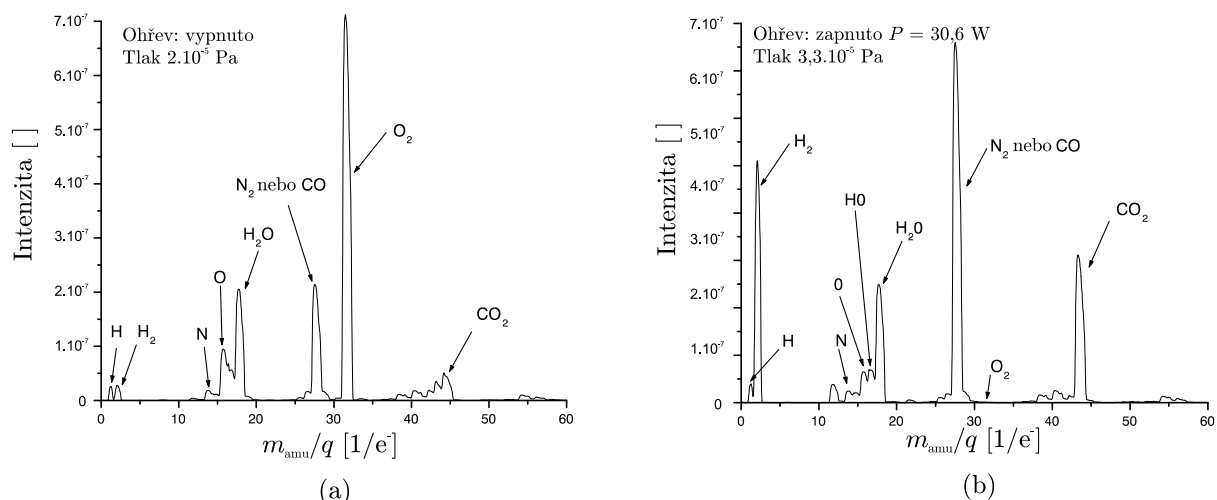 Ohřev: vypnuto
Tlak 2.10⁻⁵ Pa
7.10⁻⁷
6.10⁻⁷
5.10⁻⁷
4.10⁻⁷
3.10⁻⁷
2.10⁻⁷
1.10⁻⁷
0
Intenzita [ ]
H
H₂
N
O
H₂O
N₂ nebo CO
O₂
CO₂
0 10 20 30 40 50 60
m_amu/q [1/e⁻]
(a)
Ohřev: zapnuto P = 30,6 W
Tlak 3,3.10⁻⁵ Pa
7.10⁻⁷
6.10⁻⁷
5.10⁻⁷
4.10⁻⁷
3.10⁻⁷
2.10⁻⁷
1.10⁻⁷
0
Intenzita [ ]
H₂
H
N
0
H0
H₂0
N₂ nebo CO
O₂
CO₂
0 10 20 30 40 50 60
m_amu/q [1/e⁻]
(b)